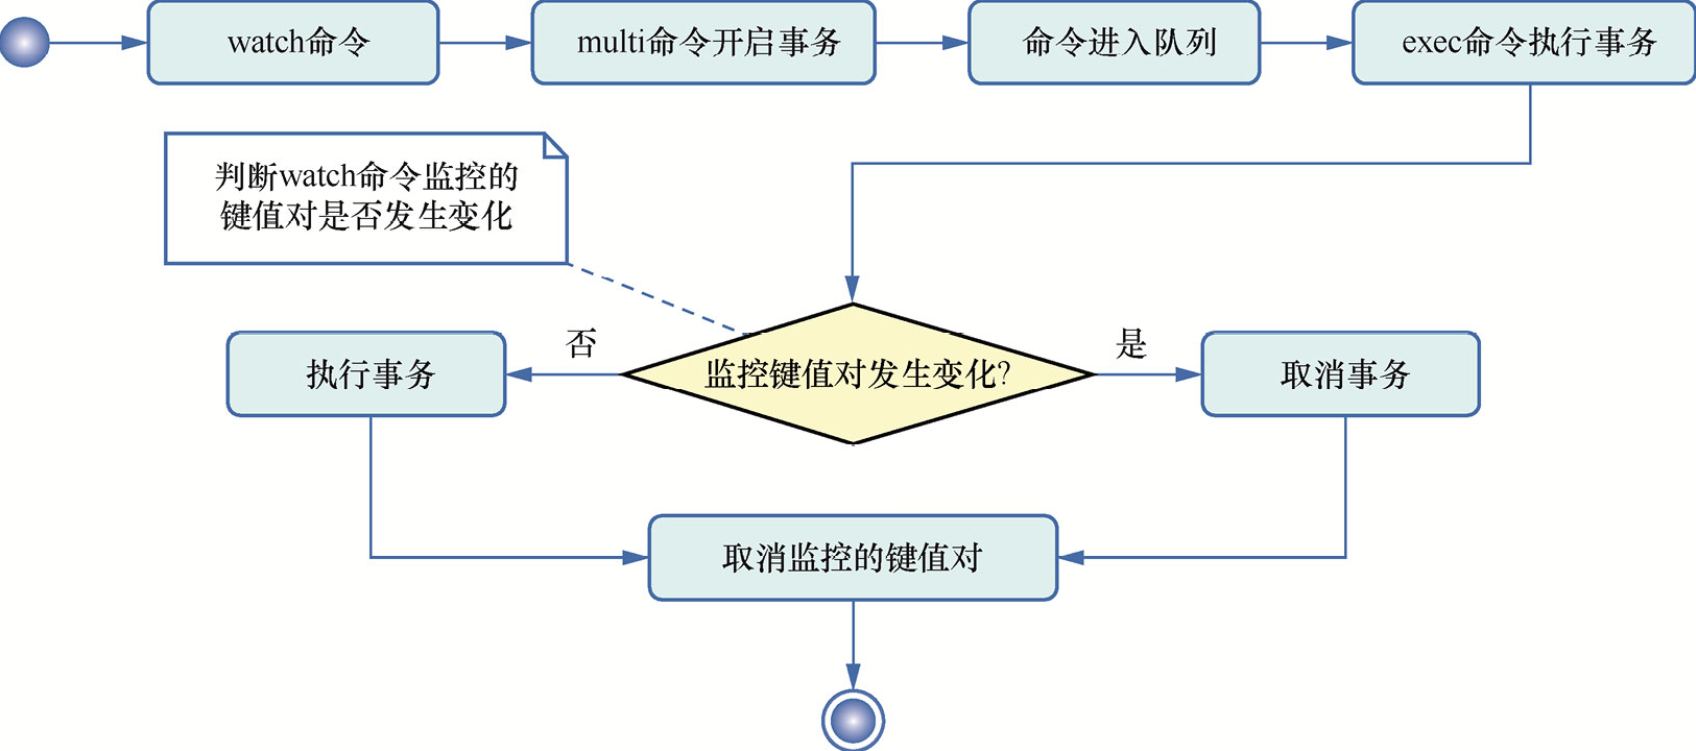 watch命令
multi命令开启事务
命令进入队列
exec命令执行事务
判断watch命令监控的
键值对是否发生变化
否
是
执行事务
监控键值对发生变化?
取消事务
取消监控的键值对